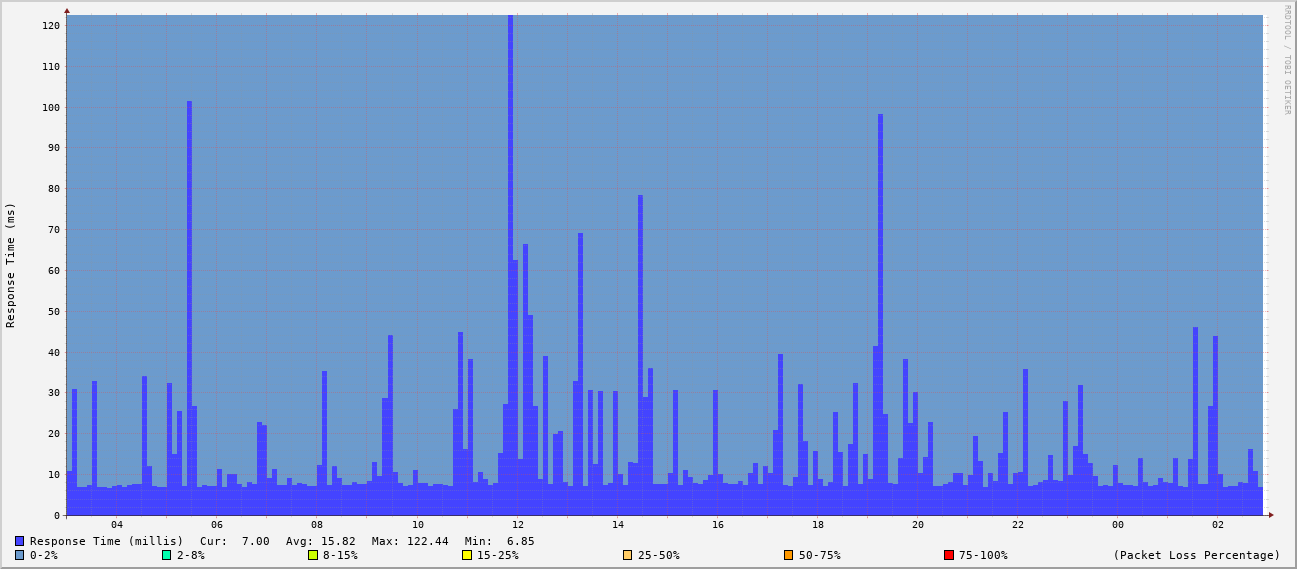 RRDTOOL / TOBI OETIKER
Response Time (ms)
120
110
100
90
80
70
60
50
40
30
20
10
0
04 06 08 10 12 14 16 18 20 22 00 02
Response Time (millis) Cur: 7.00 Avg: 15.82 Max: 122.44 Min: 6.85
0-2% 2-8% 8-15% 15-25% 25-50% 50-75% 75-100% (Packet Loss Percentage)